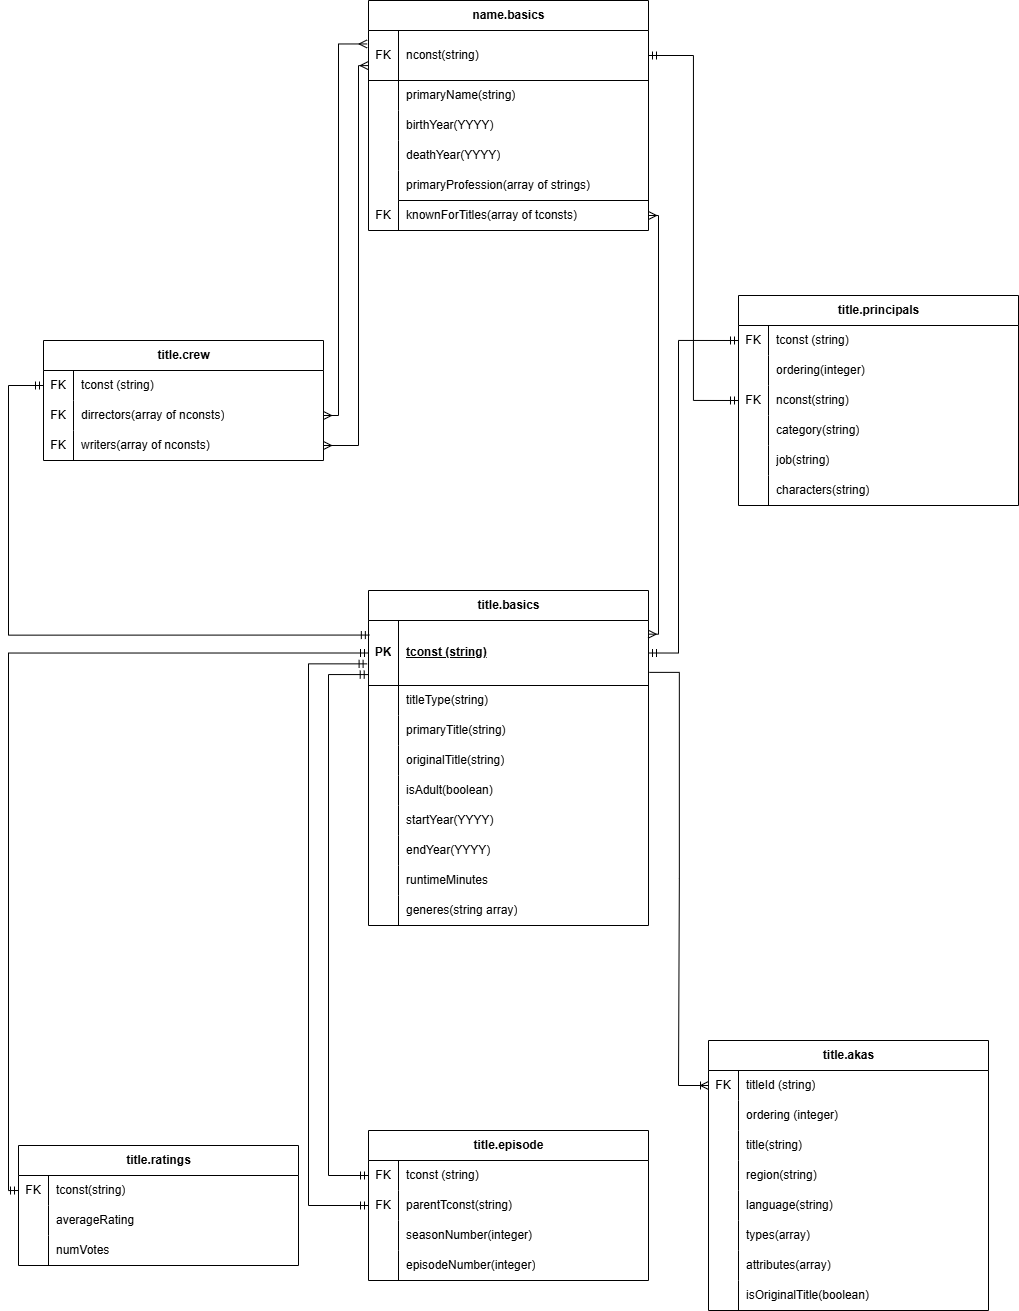 name.basics
FK nconst(string)
primaryName(string)
birthYear(YYYY)
deathYear(YYYY)
primaryProfession(array of strings)
FK knownForTitles(array of tconsts)
title.principals
FK tconst (string)
ordering(integer)
FK nconst(string)
category(string)
job(string)
characters(string)
title.crew
FK tconst (string)
FK dirrectors(array of nconsts)
FK writers(array of nconsts)
title.basics
PK tconst (string)
titleType(string)
primaryTitle(string)
originalTitle(string)
isAdult(boolean)
startYear(YYYY)
endYear(YYYY)
runtimeMinutes
generes(string array)
title.akas
FK titleId (string)
ordering (integer)
title(string)
region(string)
language(string)
types(array)
attributes(array)
isOriginalTitle(boolean)
title.episode
FK tconst (string)
FK parentTconst(string)
seasonNumber(integer)
episodeNumber(integer)
title.ratings
FK tconst(string)
averageRating
numVotes